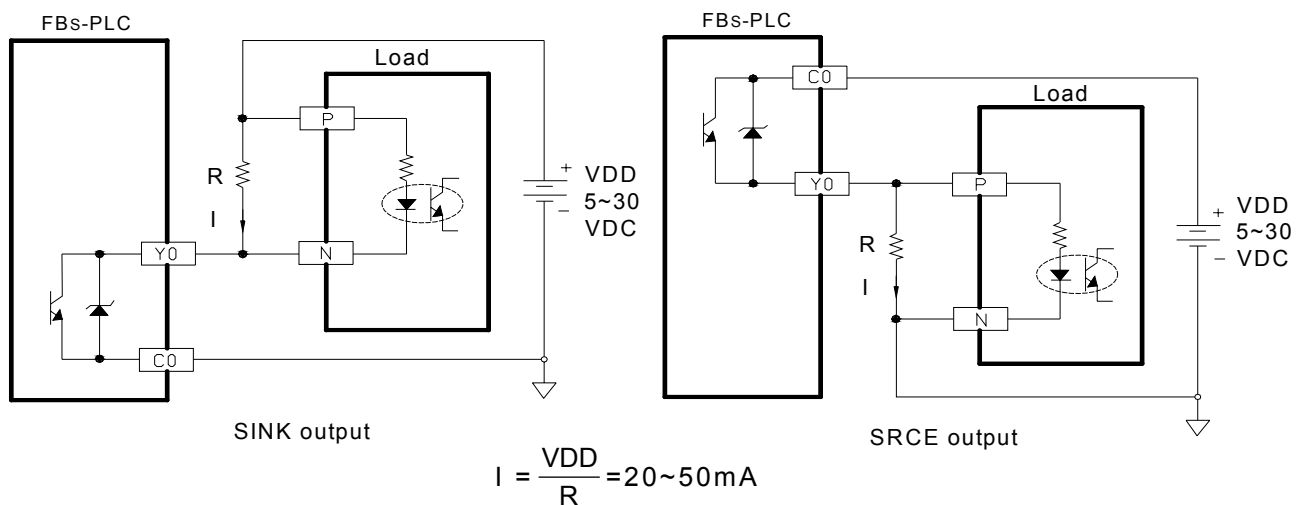 FBs-PLC
Load
P
R
I
Y0
N
C0
+ VDD
5~30
− VDC
SINK output
FBs-PLC
C0
Load
Y0
P
R
I
N
+ VDD
5~30
− VDC
SRCE output
I = VDD/R = 20~50mA